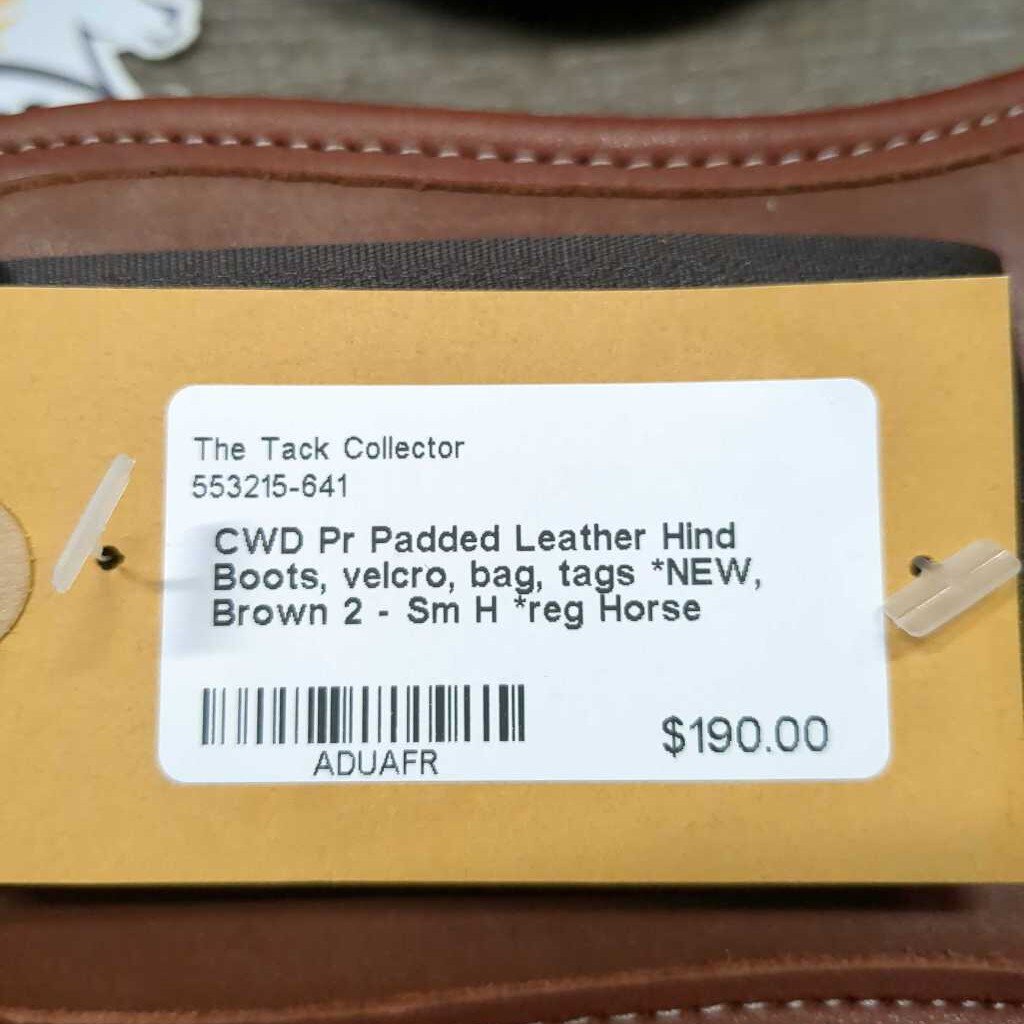 The Tack Collector
553215-641
CWD Pr Padded Leather Hind
Boots, velcro, bag, tags *NEW,
Brown 2 - Sm H *reg Horse
$190.00
ADUAFR